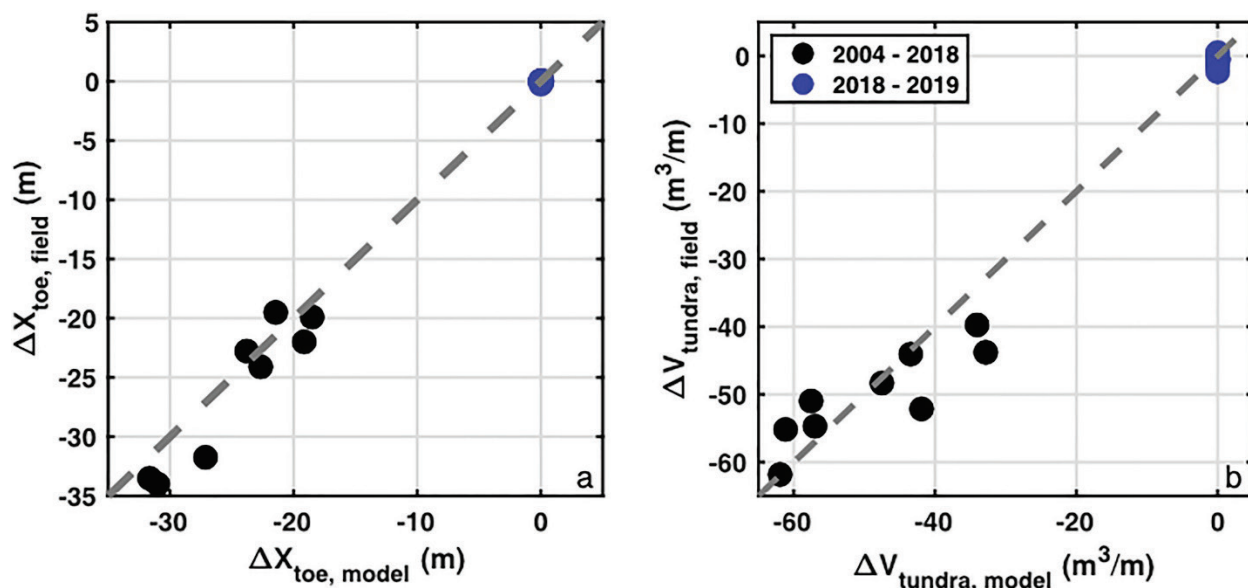 5
0
-5
-10
-15
-20
-25
-30
-35
ΔX_toe, field (m)
-30 -20 -10 0
ΔX_toe, model (m)
a
2004 - 2018
2018 - 2019
0
-10
-20
-30
-40
-50
-60
ΔV_tundra, field (m³/m)
-60 -40 -20 0
ΔV_tundra, model (m³/m)
b